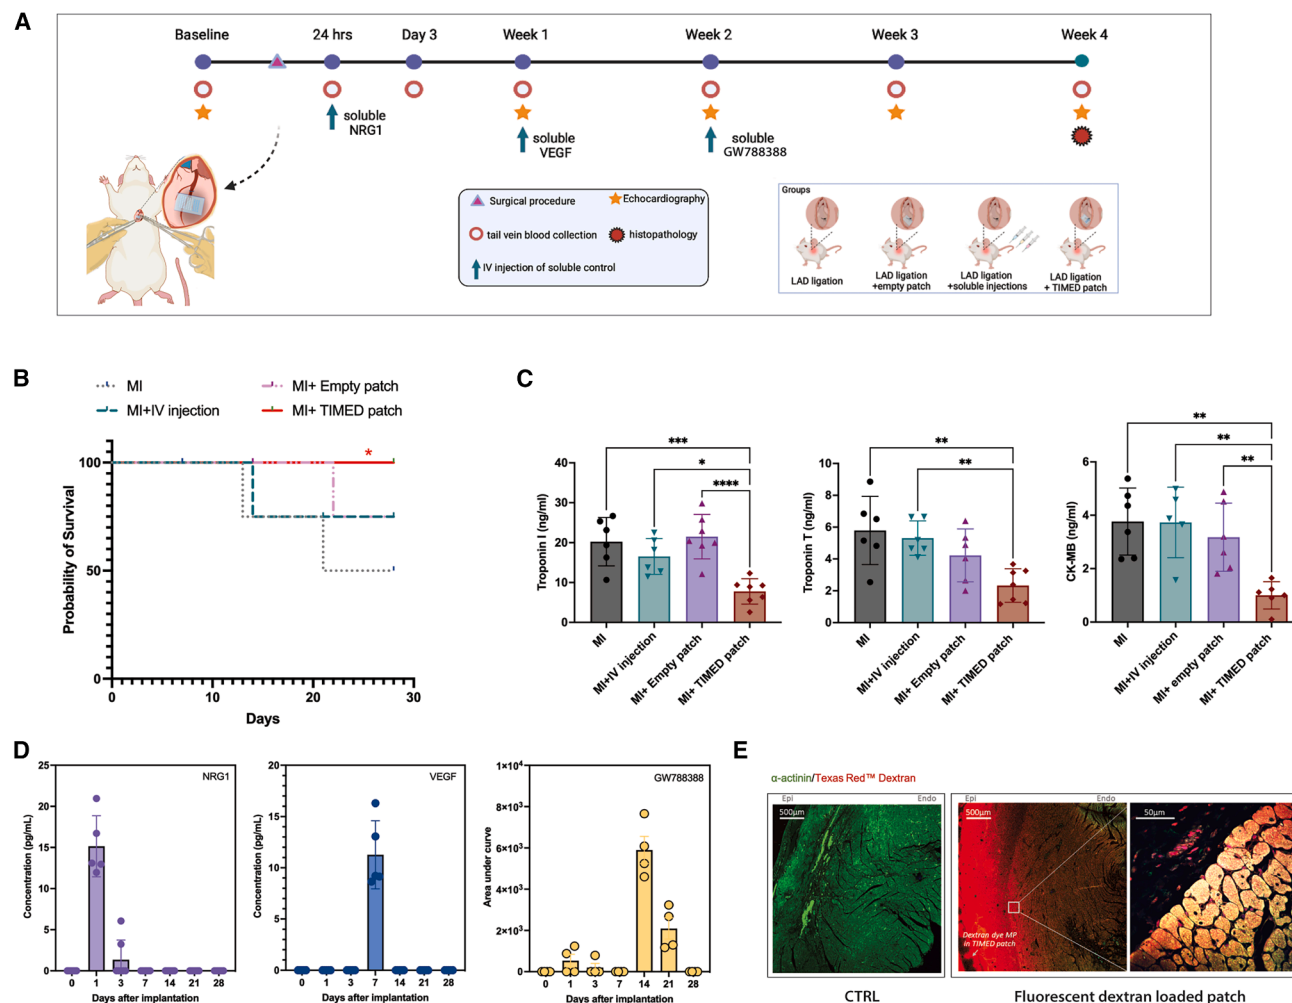 A
Baseline
24 hrs
Day 3
Week 1
Week 2
Week 3
Week 4
soluble
NRG1
soluble
VEGF
soluble
GW788388
Surgical procedure
Echocardiography
tail vein blood collection
histopathology
IV injection of soluble control
Groups
LAD ligation
LAD ligation
+empty patch
LAD ligation
+soluble injections
LAD ligation
+ TIMED patch
B
MI
MI+ Empty patch
MI+IV injection
MI+ TIMED patch
*
Probability of Survival
100
50
0
0 10 20 30
Days
C
***
*
****
Troponin I (ng/ml)
40
30
20
10
0
MI
MI+IV injection
MI+ Empty patch
MI+ TIMED patch
**
**
Troponin T (ng/ml)
10
8
6
4
2
0
MI
MI+IV injection
MI+ Empty patch
MI+ TIMED patch
**
**
**
CK-MB (ng/ml)
6
4
2
0
MI
MI+IV injection
MI+ empty patch
MI+ TIMED patch
D
NRG1
Concentration (pg/mL)
25
20
15
10
5
0
0 1 3 7 14 21 28
Days after implantation
VEGF
Concentration (pg/mL)
20
15
10
5
0
0 1 3 7 14 21 28
Days after implantation
GW788388
Area under curve
1×10⁴
8×10³
6×10³
4×10³
2×10³
0
0 1 3 7 14 21 28
Days after implantation
E
α-actinin/Texas Red™ Dextran
Epi
Endo
500μm
CTRL
Epi
Endo
500μm
50μm
Dextran dye MP
in TIMED patch
Fluorescent dextran loaded patch